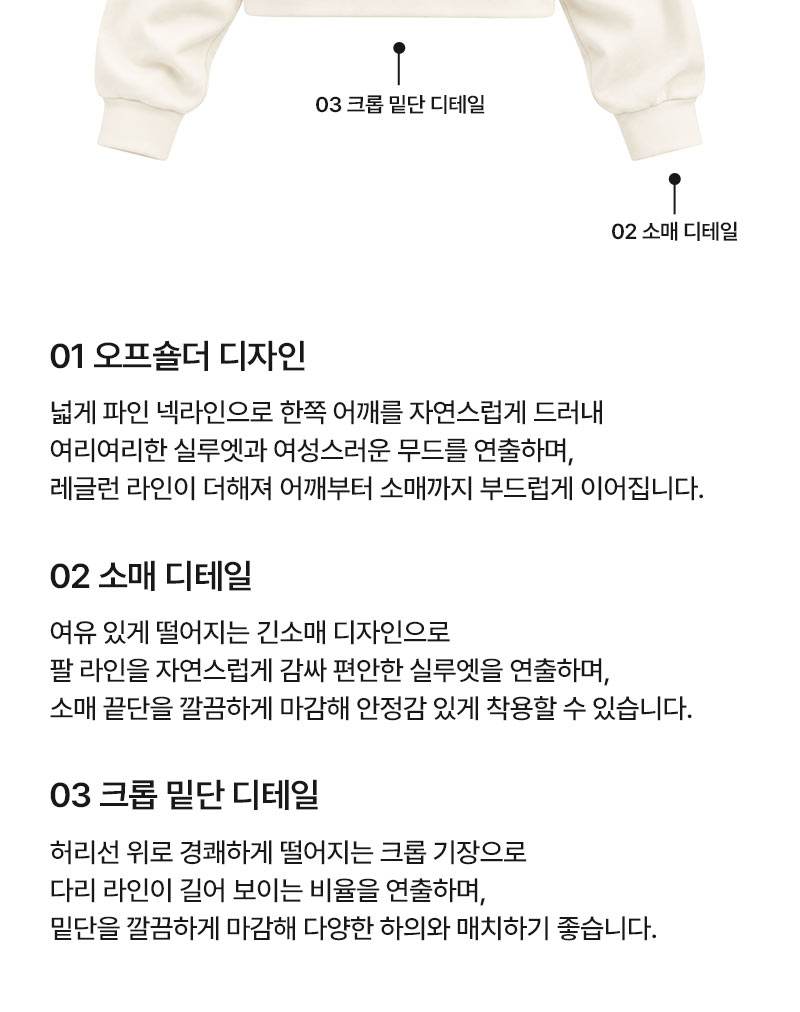 03 크롭 밑단 디테일
02 소매 디테일
01 오프숄더 디자인
넓게 파인 넥라인으로 한쪽 어깨를 자연스럽게 드러내
여리여리한 실루엣과 여성스러운 무드를 연출하며,
레글런 라인이 더해져 어깨부터 소매까지 부드럽게 이어집니다.
02 소매 디테일
여유 있게 떨어지는 긴소매 디자인으로
팔 라인을 자연스럽게 감싸 편안한 실루엣을 연출하며,
소매 끝단을 깔끔하게 마감해 안정감 있게 착용할 수 있습니다.
03 크롭 밑단 디테일
허리선 위로 경쾌하게 떨어지는 크롭 기장으로
다리 라인이 길어 보이는 비율을 연출하며,
밑단을 깔끔하게 마감해 다양한 하의와 매치하기 좋습니다.